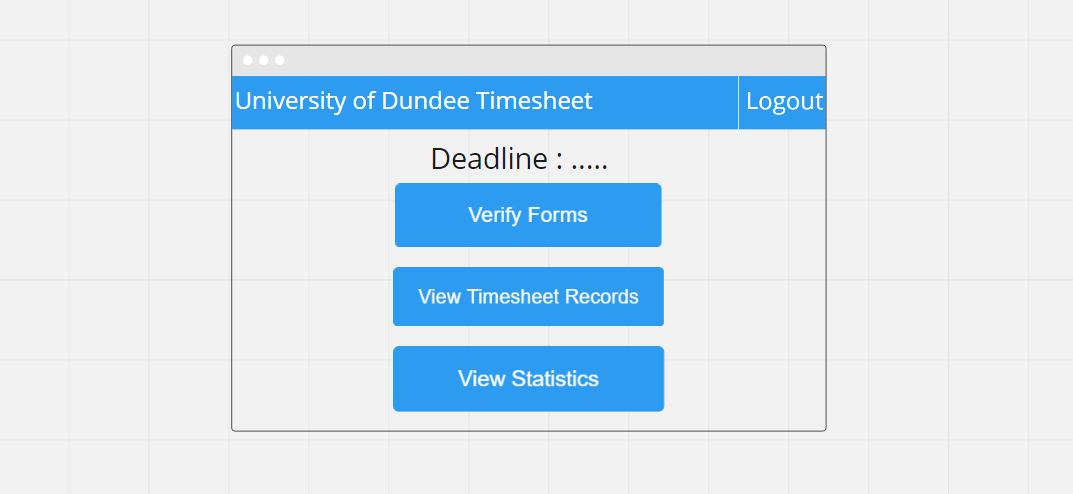 University of Dundee Timesheet Logout
Deadline : .....
Verify Forms
View Timesheet Records
View Statistics